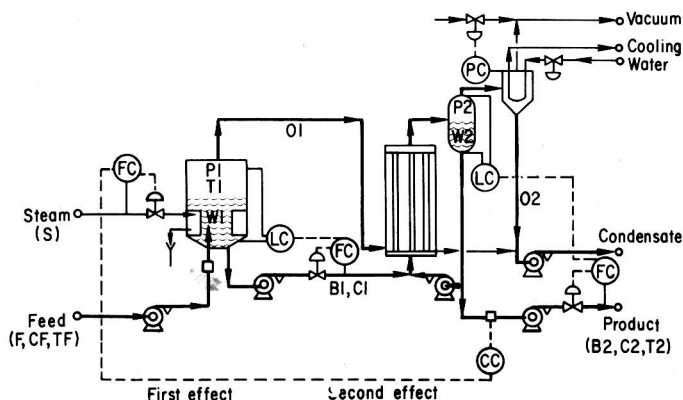 Vacuum
Cooling
Water
PC
P2
W2
O1
FC
P1
T1
W1
LC
O2
Steam
(S)
LC
FC
Condensate
FC
B1,C1
Feed
(F,CF,TF)
Product
(B2,C2,T2)
CC
First effect
Second effect